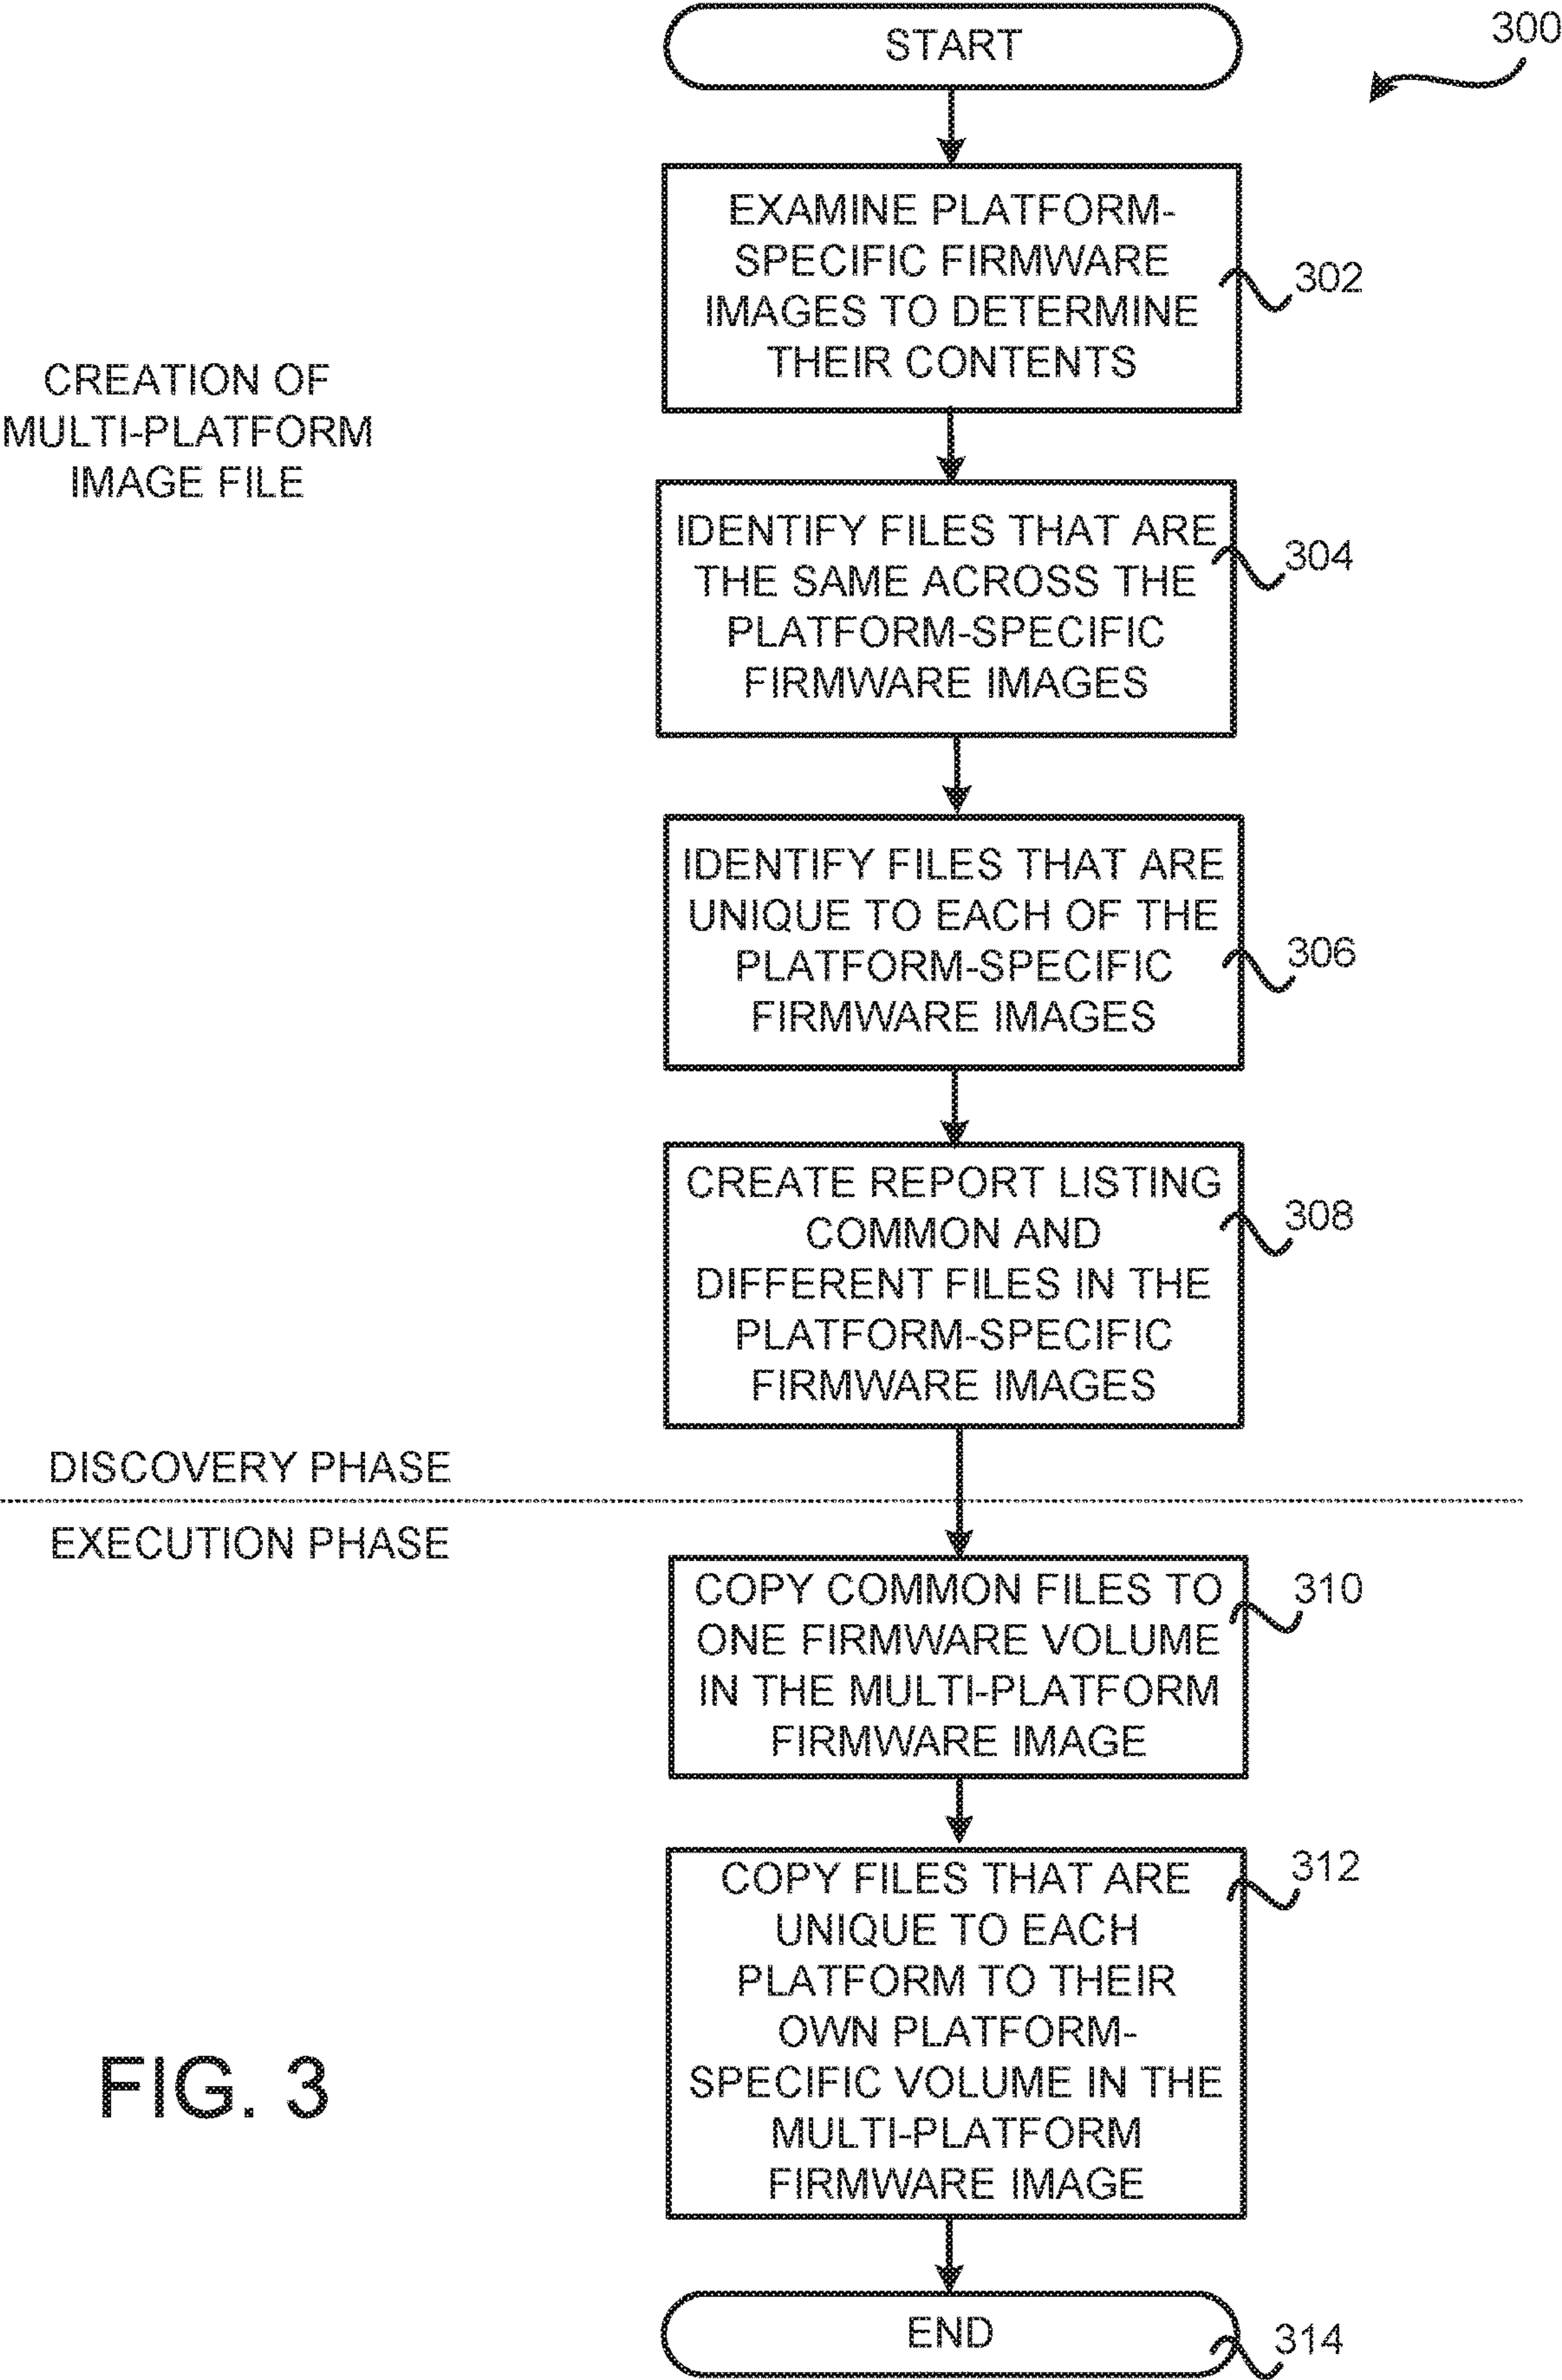 START
300
EXAMINE PLATFORM-
SPECIFIC FIRMWARE
IMAGES TO DETERMINE
THEIR CONTENTS
302
CREATION OF
MULTI-PLATFORM
IMAGE FILE
IDENTIFY FILES THAT ARE
THE SAME ACROSS THE
PLATFORM-SPECIFIC
FIRMWARE IMAGES
304
IDENTIFY FILES THAT ARE
UNIQUE TO EACH OF THE
PLATFORM-SPECIFIC
FIRMWARE IMAGES
306
CREATE REPORT LISTING
COMMON AND
DIFFERENT FILES IN THE
PLATFORM-SPECIFIC
FIRMWARE IMAGES
308
DISCOVERY PHASE
EXECUTION PHASE
COPY COMMON FILES TO
ONE FIRMWARE VOLUME
IN THE MULTI-PLATFORM
FIRMWARE IMAGE
310
COPY FILES THAT ARE
UNIQUE TO EACH
PLATFORM TO THEIR
OWN PLATFORM-
SPECIFIC VOLUME IN THE
MULTI-PLATFORM
FIRMWARE IMAGE
312
FIG. 3
END
314